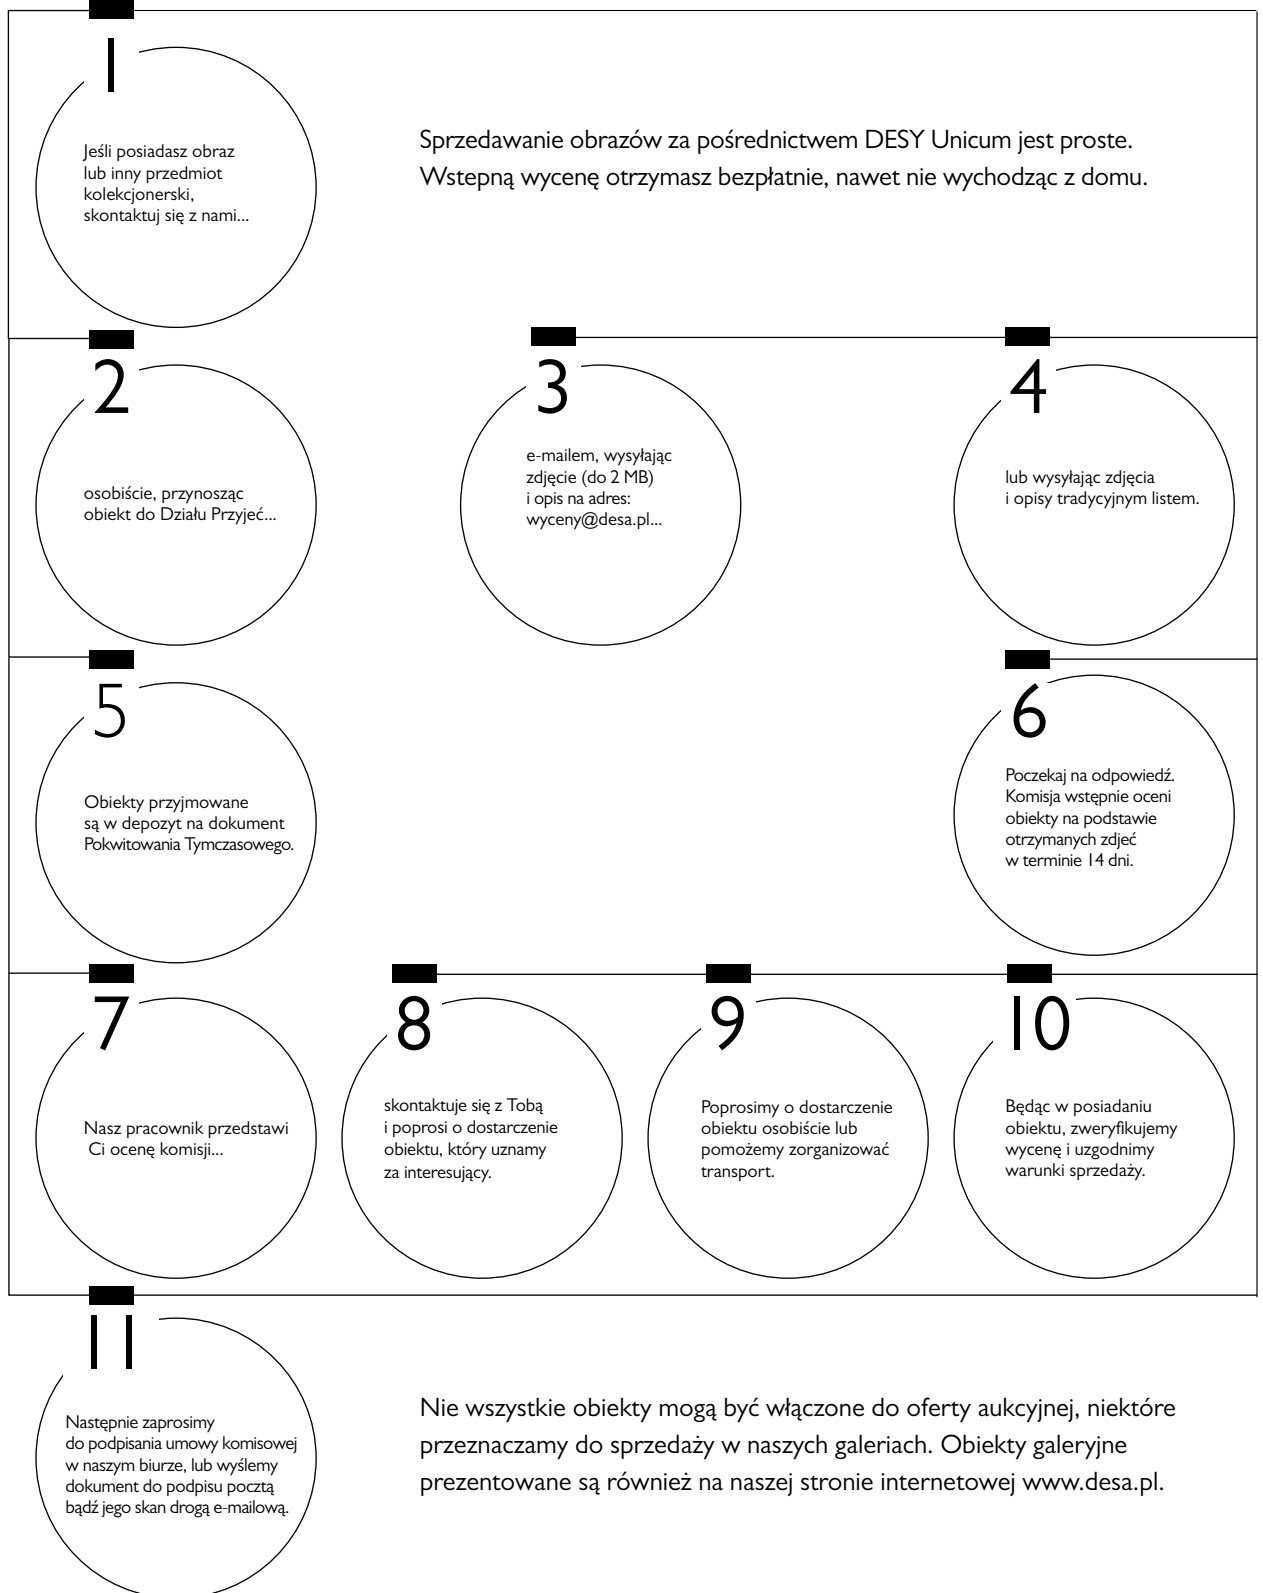 1
Jeśli posiadasz obraz
lub inny przedmiot
kolekcjonerski,
skontaktuj się z nami...
Sprzedawanie obrazów za pośrednictwem DESY Unicum jest proste.
Wstepną wycenę otrzymasz bezpłatnie, nawet nie wychodząc z domu.
2
osobiście, przynosząc
obiekt do Działu Przyjeć...
3
e-mailem, wysyłając
zdjęcie (do 2 MB)
i opis na adres:
wyceny@desa.pl...
4
lub wysyłając zdjęcia
i opisy tradycyjnym listem.
5
Obiekty przyjmowane
są w depozyt na dokument
Pokwitowania Tymczasowego.
6
Poczekaj na odpowiedź.
Komisja wstępnie oceni
obiekty na podstawie
otrzymanych zdjeć
w terminie 14 dni.
7
Nasz pracownik przedstawi
Ci ocenę komisji...
8
skontaktuje się z Tobą
i poprosi o dostarczenie
obiektu, który uznamy
za interesujący.
9
Poprosimy o dostarczenie
obiektu osobiście lub
pomożemy zorganizować
transport.
10
Będąc w posiadaniu
obiektu, zweryfikujemy
wycenę i uzgodnimy
warunki sprzedaży.
11
Następnie zaprosimy
do podpisania umowy komisowej
w naszym biurze, lub wyślemy
dokument do podpisu pocztą
bądź jego skan drogą e-mailową.
Nie wszystkie obiekty mogą być włączone do oferty aukcyjnej, niektóre
przeznaczamy do sprzedaży w naszych galeriach. Obiekty galeryjne
prezentowane są również na naszej stronie internetowej www.desa.pl.